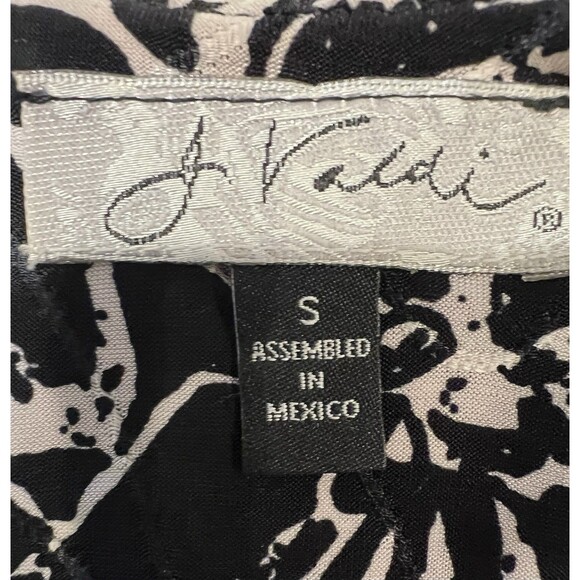 J Valdi
®
S
ASSEMBLED
IN
MEXICO